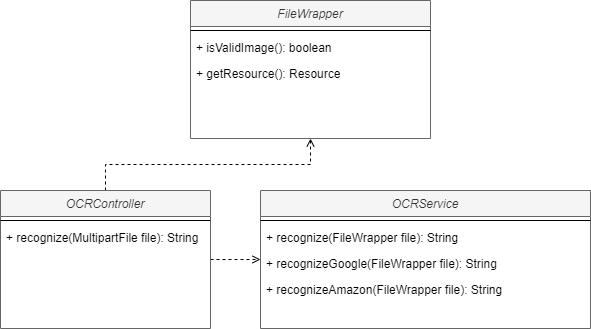 FileWrapper
+ isValidImage(): boolean
+ getResource(): Resource
OCRController
+ recognize(MultipartFile file): String
OCRService
+ recognize(FileWrapper file): String
+ recognizeGoogle(FileWrapper file): String
+ recognizeAmazon(FileWrapper file): String